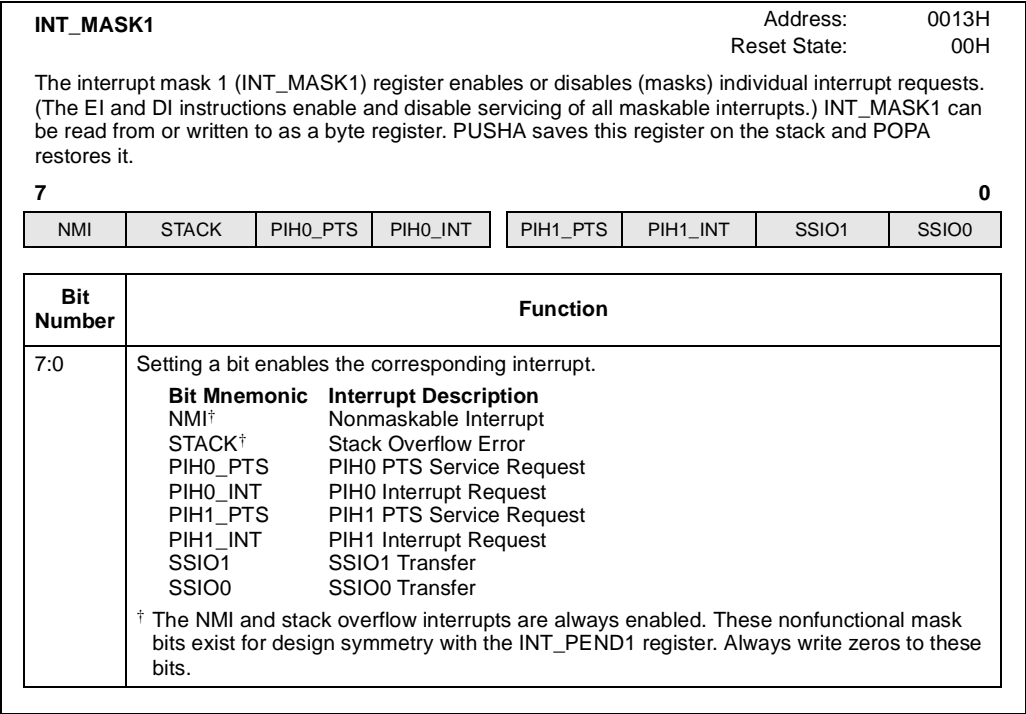 INT_MASK1 Address: 0013H
Reset State: 00H
The interrupt mask 1 (INT_MASK1) register enables or disables (masks) individual interrupt requests.
(The EI and DI instructions enable and disable servicing of all maskable interrupts.) INT_MASK1 can
be read from or written to as a byte register. PUSHA saves this register on the stack and POPA
restores it.
7 0
NMI STACK PIH0_PTS PIH0_INT PIH1_PTS PIH1_INT SSIO1 SSIO0
Bit
Number Function
7:0 Setting a bit enables the corresponding interrupt.
Bit Mnemonic Interrupt Description
NMI† Nonmaskable Interrupt
STACK† Stack Overflow Error
PIH0_PTS PIH0 PTS Service Request
PIH0_INT PIH0 Interrupt Request
PIH1_PTS PIH1 PTS Service Request
PIH1_INT PIH1 Interrupt Request
SSIO1 SSIO1 Transfer
SSIO0 SSIO0 Transfer
† The NMI and stack overflow interrupts are always enabled. These nonfunctional mask
bits exist for design symmetry with the INT_PEND1 register. Always write zeros to these
bits.